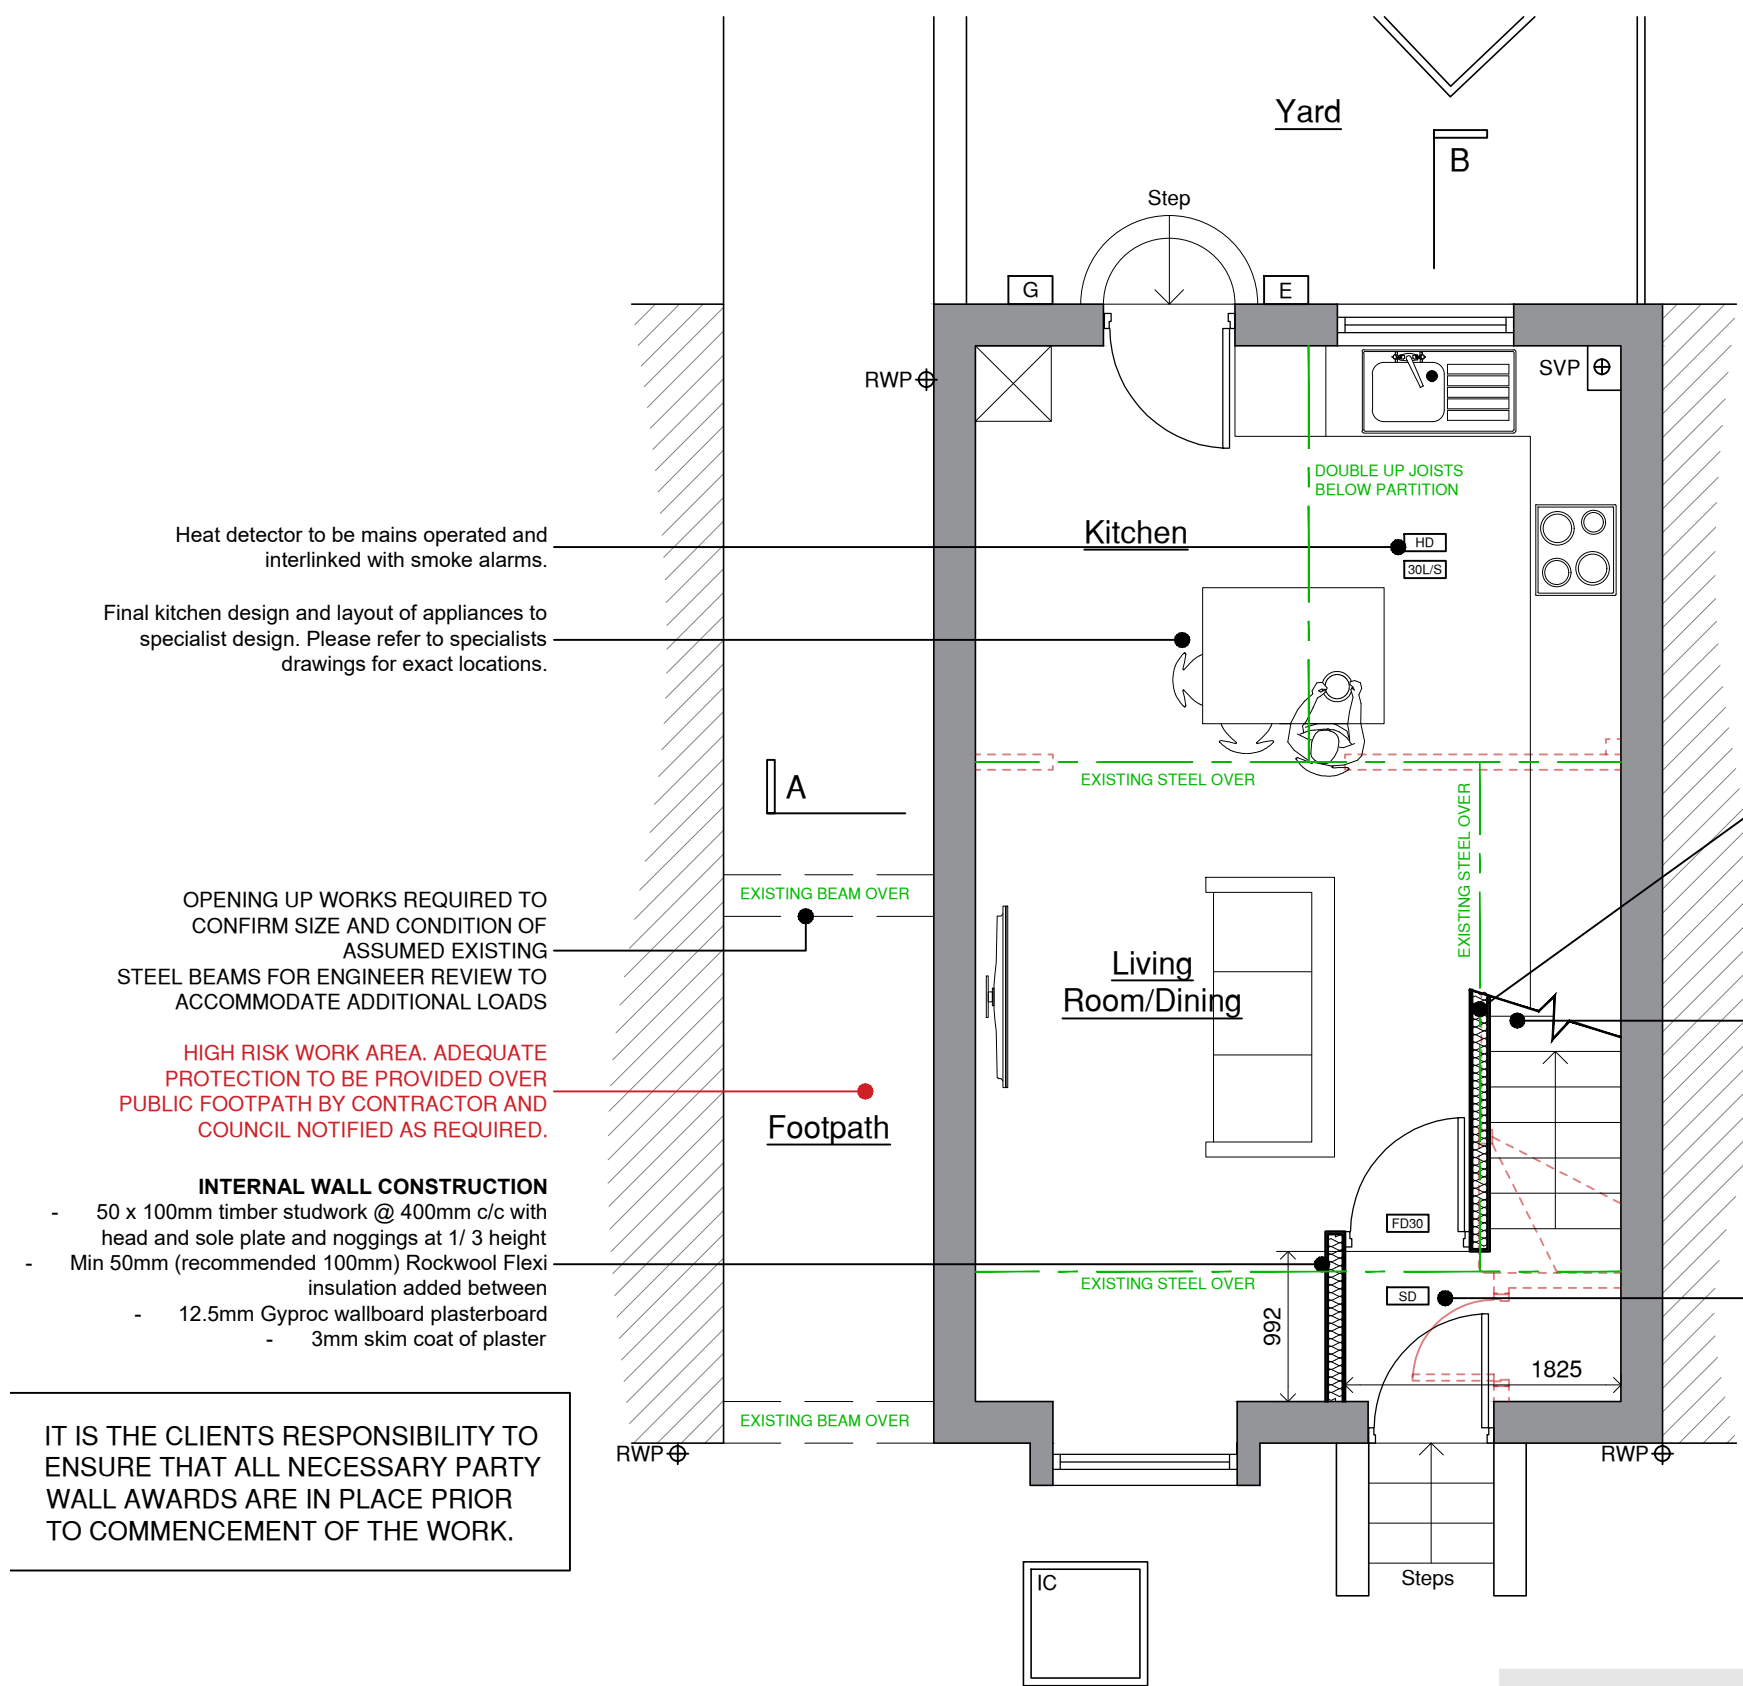 Yard
B
Step
G
E
RWP
SVP
DOUBLE UP JOISTS
BELOW PARTITION
Heat detector to be mains operated and
interlinked with smoke alarms.
Kitchen
HD
30L/S
Final kitchen design and layout of appliances to
specialist design. Please refer to specialists
drawings for exact locations.
EXISTING STEEL OVER
A
EXISTING STEEL OVER
EXISTING BEAM OVER
OPENING UP WORKS REQUIRED TO
CONFIRM SIZE AND CONDITION OF
ASSUMED EXISTING
STEEL BEAMS FOR ENGINEER REVIEW TO
ACCOMMODATE ADDITIONAL LOADS
Living
Room/Dining
HIGH RISK WORK AREA. ADEQUATE
PROTECTION TO BE PROVIDED OVER
PUBLIC FOOTPATH BY CONTRACTOR AND
COUNCIL NOTIFIED AS REQUIRED.
Footpath
INTERNAL WALL CONSTRUCTION
- 50 x 100mm timber studwork @ 400mm c/c with
head and sole plate and noggings at 1/ 3 height
- Min 50mm (recommended 100mm) Rockwool Flexi
insulation added between
- 12.5mm Gyproc wallboard plasterboard
- 3mm skim coat of plaster
FD30
EXISTING STEEL OVER
SD
992
1825
EXISTING BEAM OVER
IT IS THE CLIENTS RESPONSIBILITY TO
ENSURE THAT ALL NECESSARY PARTY
WALL AWARDS ARE IN PLACE PRIOR
TO COMMENCEMENT OF THE WORK.
RWP
RWP
Steps
IC